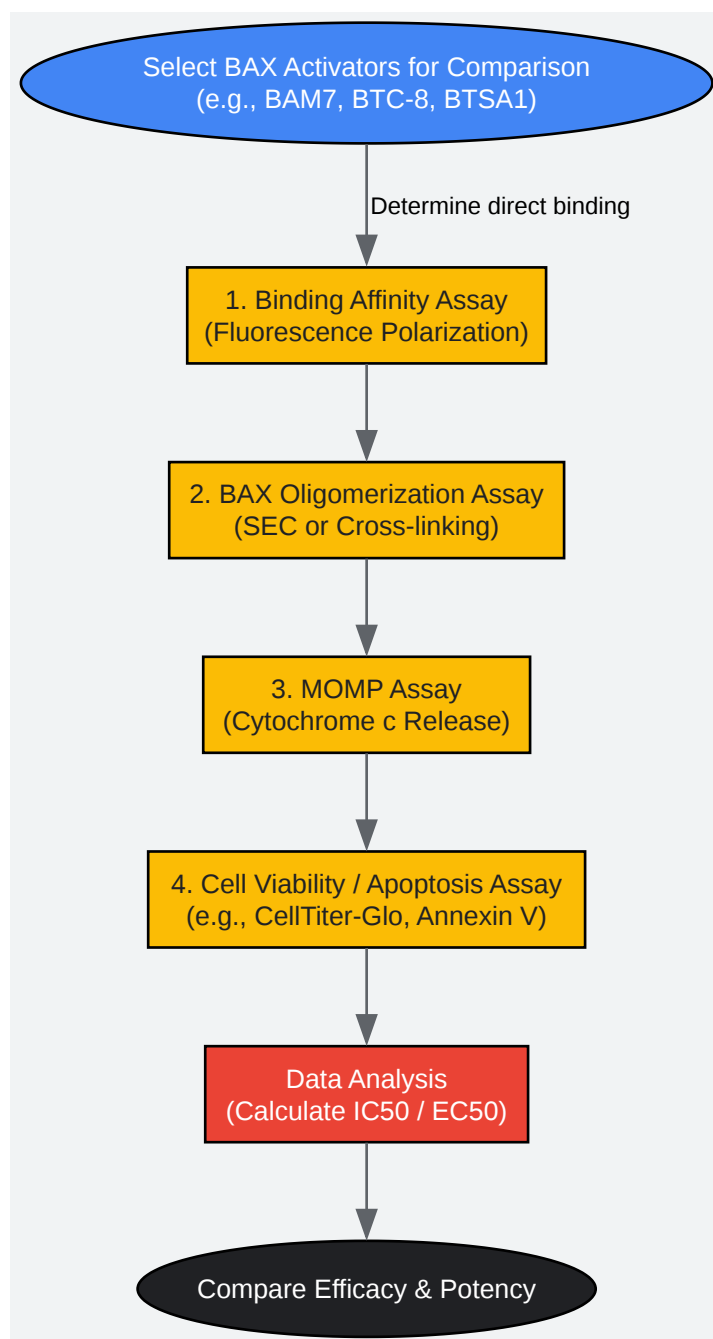 Select BAX Activators for Comparison
(e.g., BAM7, BTC-8, BTSA1)
Determine direct binding
1. Binding Affinity Assay
(Fluorescence Polarization)
2. BAX Oligomerization Assay
(SEC or Cross-linking)
3. MOMP Assay
(Cytochrome c Release)
4. Cell Viability / Apoptosis Assay
(e.g., CellTiter-Glo, Annexin V)
Data Analysis
(Calculate IC50 / EC50)
Compare Efficacy & Potency